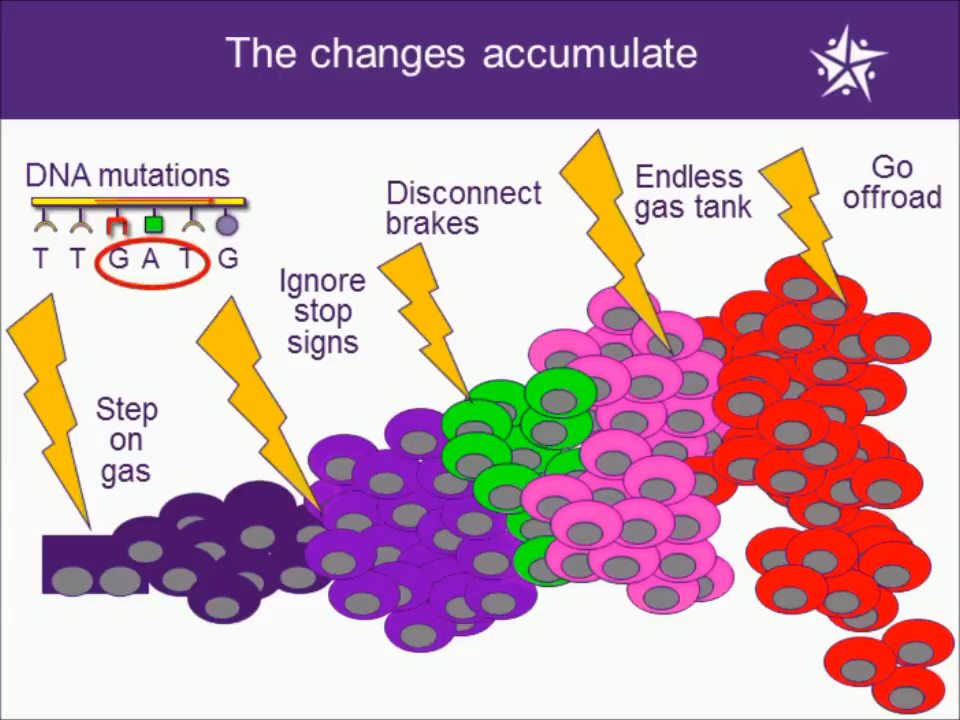 The changes accumulate
DNA mutations
T T G A T G
Step
on
gas
Ignore
stop
signs
Disconnect
brakes
Endless
gas tank
Go
offroad